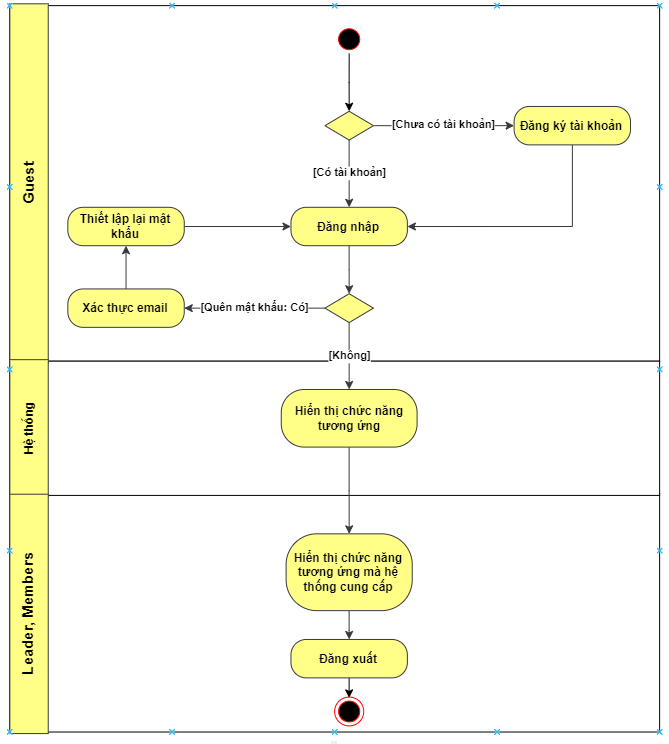 Guest
[Chưa có tài khoản]
Đăng ký tài khoản
[Có tài khoản]
Thiết lập lại mật
khẩu
Đăng nhập
Xác thực email
[Quên mật khẩu: Có]
[Không]
Hệ thống
Hiển thị chức năng
tương ứng
Leader, Members
Hiển thị chức năng
tương ứng mà hệ
thống cung cấp
Đăng xuất